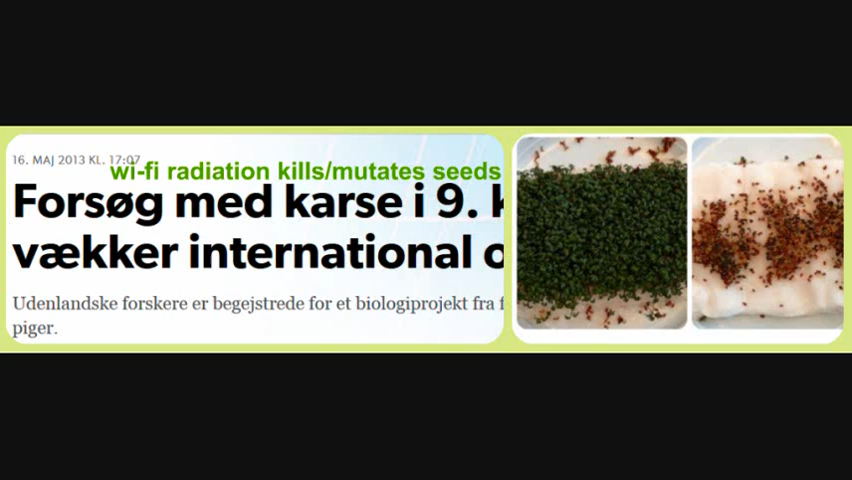 16. MAJ 2013 KL. 17:07
wi-fi radiation kills/mutates seeds
Forsøg med karse i 9.
vækker international
Udenlandske forskere er begejstrede for et biologiprojekt fra
piger.